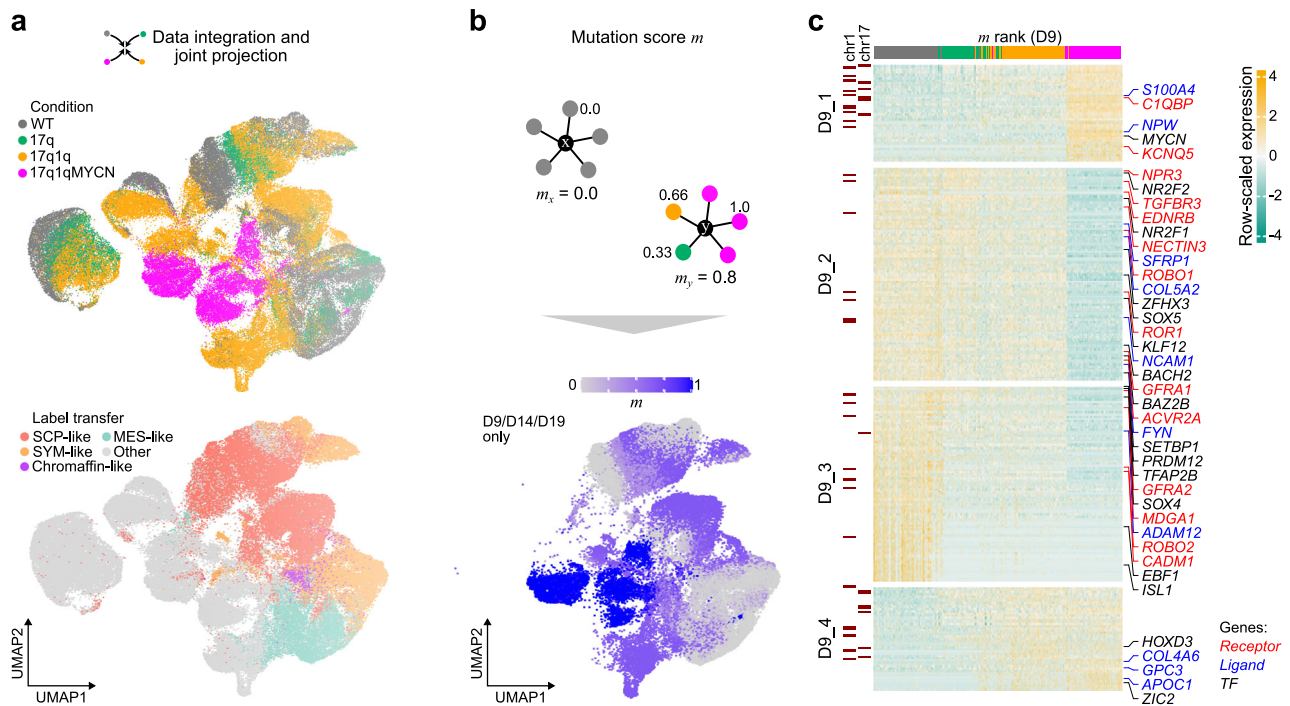 a
Data integration and
joint projection
Condition
WT
17q
17q1q
17q1qMYCN
Label transfer
SCP-like
MES-like
SYM-like
Other
Chromaffin-like
UMAP2
UMAP1
b
Mutation score m
0.0
x
mx = 0.0
0.66
1.0
y
0.33
my = 0.8
0
1
m
D9/D14/D19
only
UMAP2
UMAP1
c
chr1
chr17
m rank (D9)
D9_1
D9_2
D9_3
D9_4
S100A4
C1QBP
NPW
MYCN
KCNQ5
NPR3
NR2F2
TGFBR3
EDNRB
NR2F1
NECTIN3
SFRP1
ROBO1
COL5A2
ZFHX3
SOX5
ROR1
KLF12
NCAM1
BACH2
GFRA1
BAZ2B
ACVR2A
FYN
SETBP1
PRDM12
TFAP2B
GFRA2
SOX4
MDGA1
ADAM12
ROBO2
CADM1
EBF1
ISL1
HOXD3
COL4A6
GPC3
APOC1
ZIC2
Row-scaled expression
4
2
0
−2
−4
Genes:
Receptor
Ligand
TF